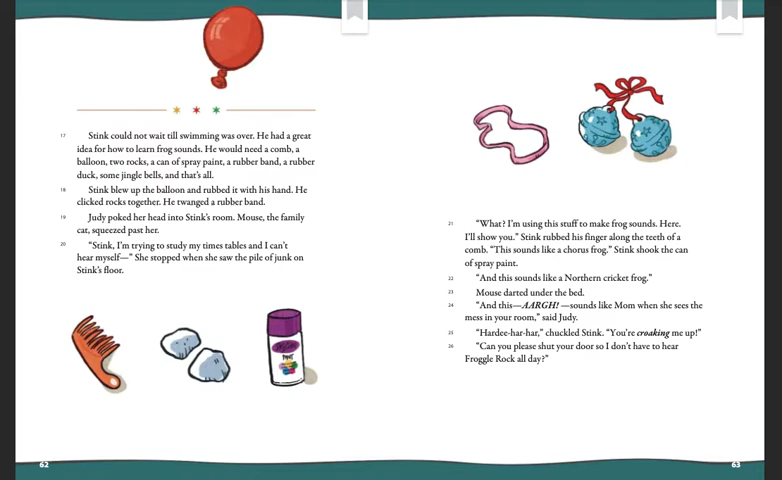 17 Stink could not wait till swimming was over. He had a great
idea for how to learn frog sounds. He would need a comb, a
balloon, two rocks, a can of spray paint, a rubber band, a rubber
duck, some jingle bells, and that’s all.
18 Stink blew up the balloon and rubbed it with his hand. He
clicked rocks together. He twanged a rubber band.
19 Judy poked her head into Stink’s room. Mouse, the family
cat, squeezed past her.
20 “Stink, I’m trying to study my times tables and I can’t
hear myself—” She stopped when she saw the pile of junk on
Stink’s floor.
PAINT
62
21 “What? I’m using this stuff to make frog sounds. Here.
I’ll show you.” Stink rubbed his finger along the teeth of a
comb. “This sounds like a chorus frog.” Stink shook the can
of spray paint.
22 “And this sounds like a Northern cricket frog.”
23 Mouse darted under the bed.
24 “And this—AARGH! —sounds like Mom when she sees the
mess in your room,” said Judy.
25 “Hardee-har-har,” chuckled Stink. “You’re croaking me up!”
26 “Can you please shut your door so I don’t have to hear
Froggle Rock all day?”
63